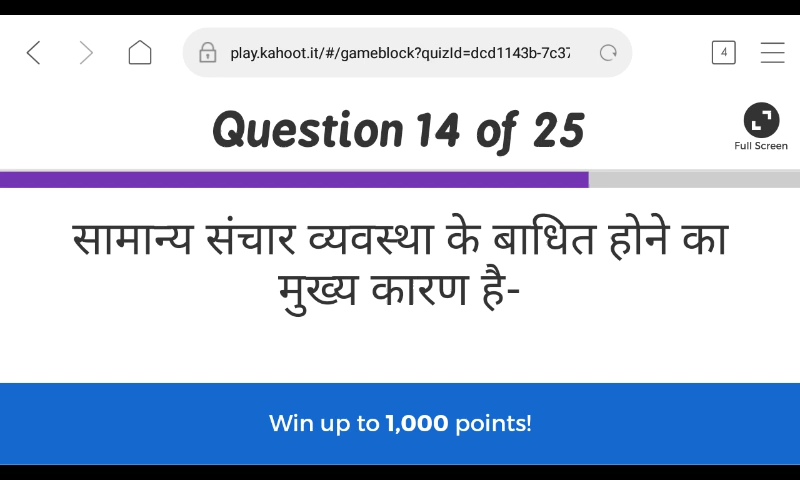 play.kahoot.it/#/gameblock?quizId=dcd1143b-7c37
4
Question 14 of 25
Full Screen
सामान्य संचार व्यवस्था के बाधित होने का
मुख्य कारण है-
Win up to 1,000 points!